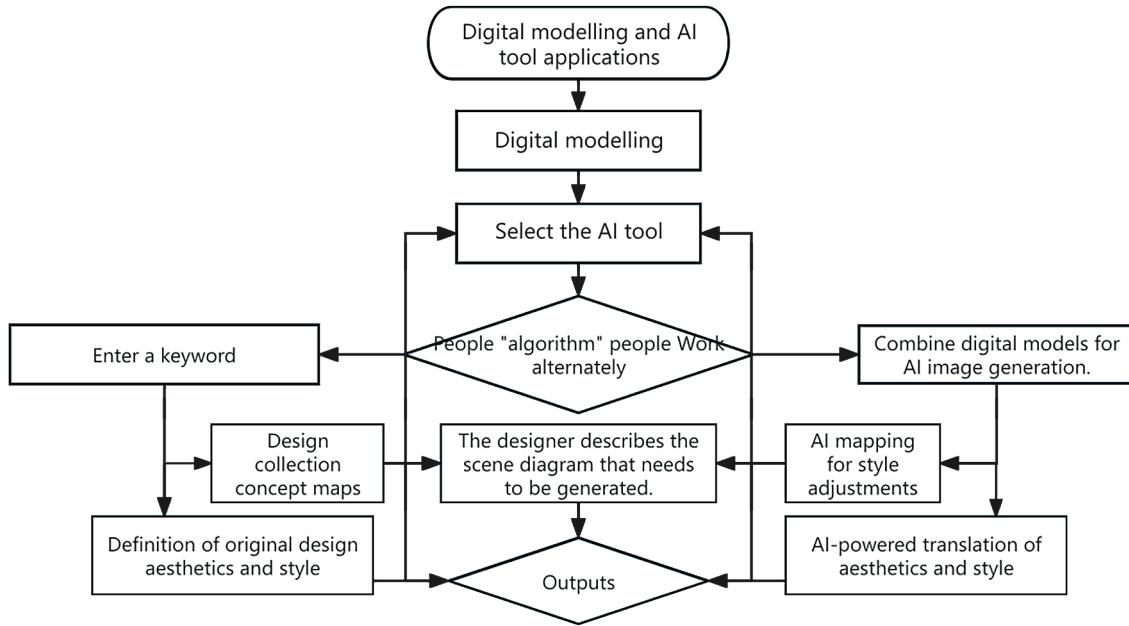 Digital modelling and AI
tool applications
Digital modelling
Select the AI tool
People "algorithm" people Work
alternately
Enter a keyword
Combine digital models for
AI image generation.
Design
collection
concept maps
The designer describes the
scene diagram that needs
to be generated.
AI mapping
for style
adjustments
Definition of original design
aesthetics and style
Outputs
AI-powered translation of
aesthetics and style